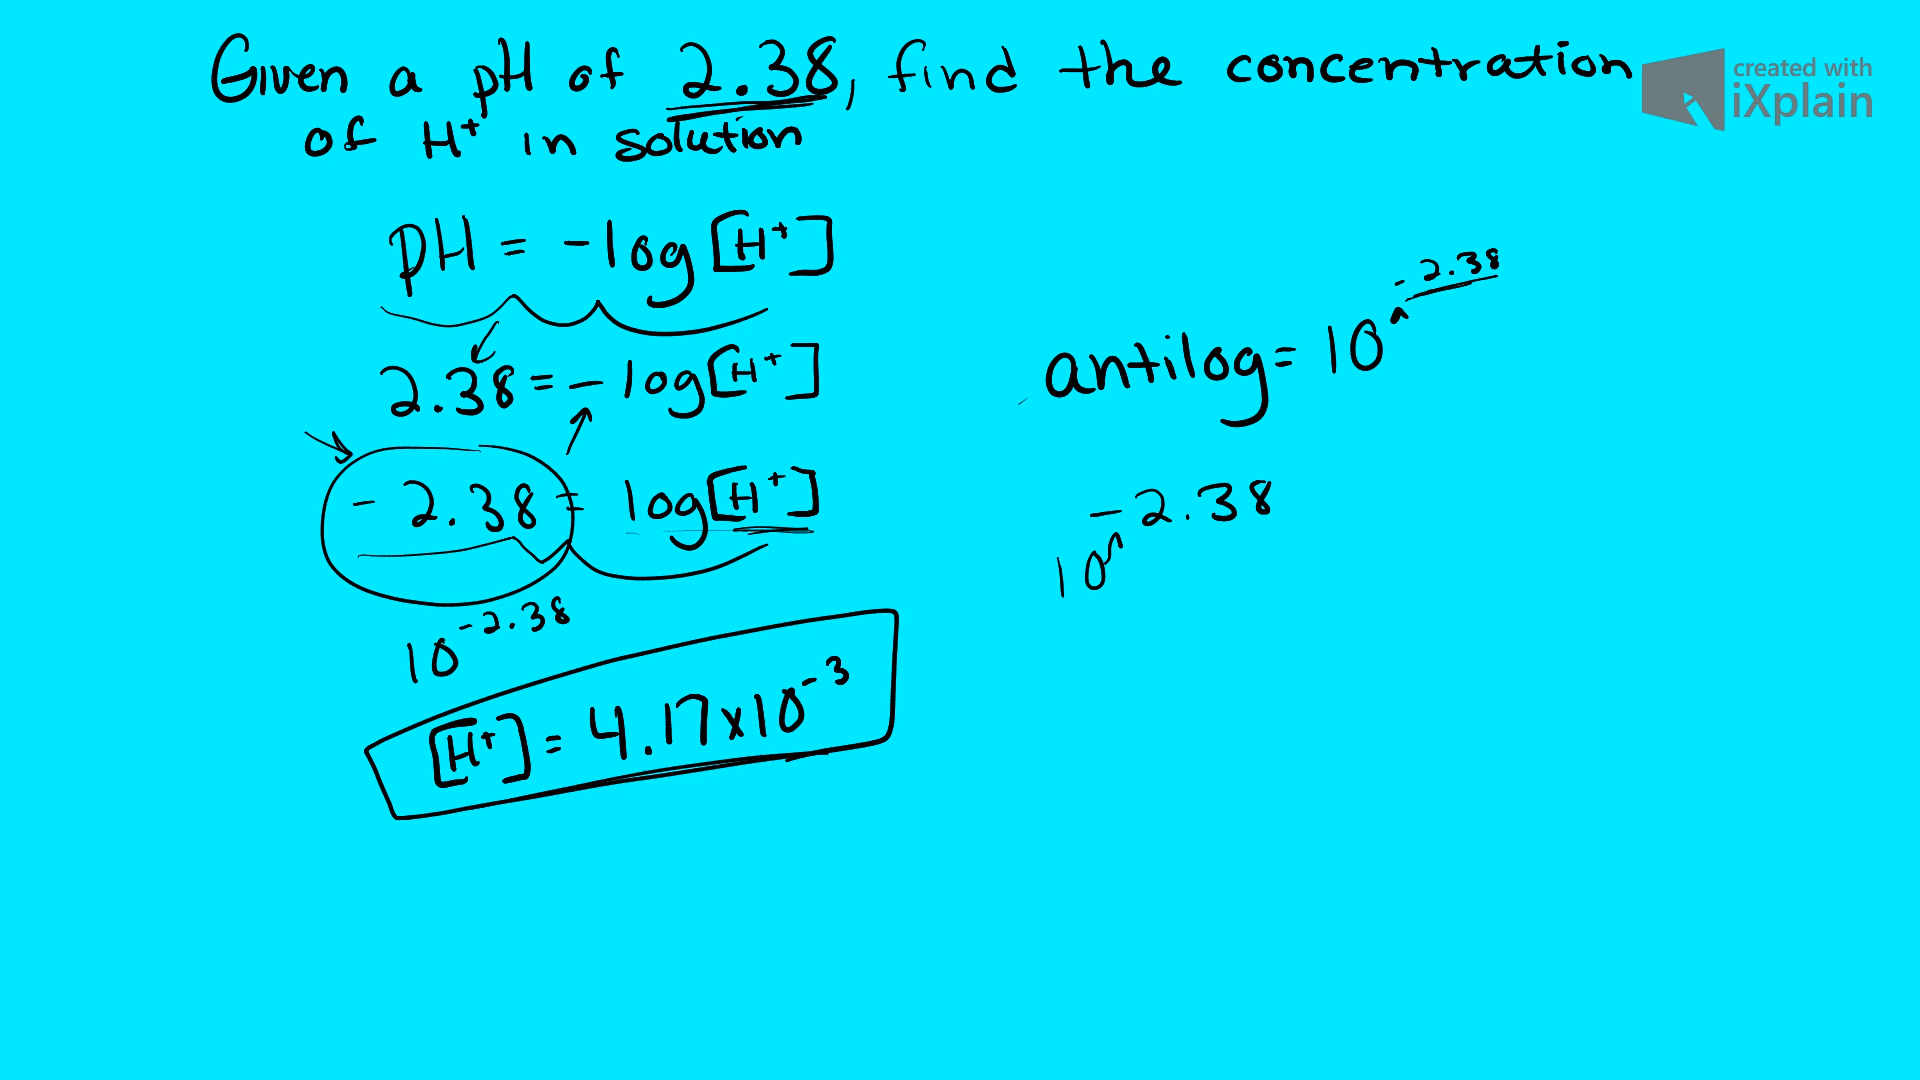 Given a pH of 2.38, find the concentration
of H⁺ in solution
created with
iXplain
pH = -log[H⁺]
2.38 = - log[H⁺]
-2.38 = log[H⁺]
10^-2.38
[H⁺] = 4.17x10⁻³
antilog = 10^-2.38
10^-2.38